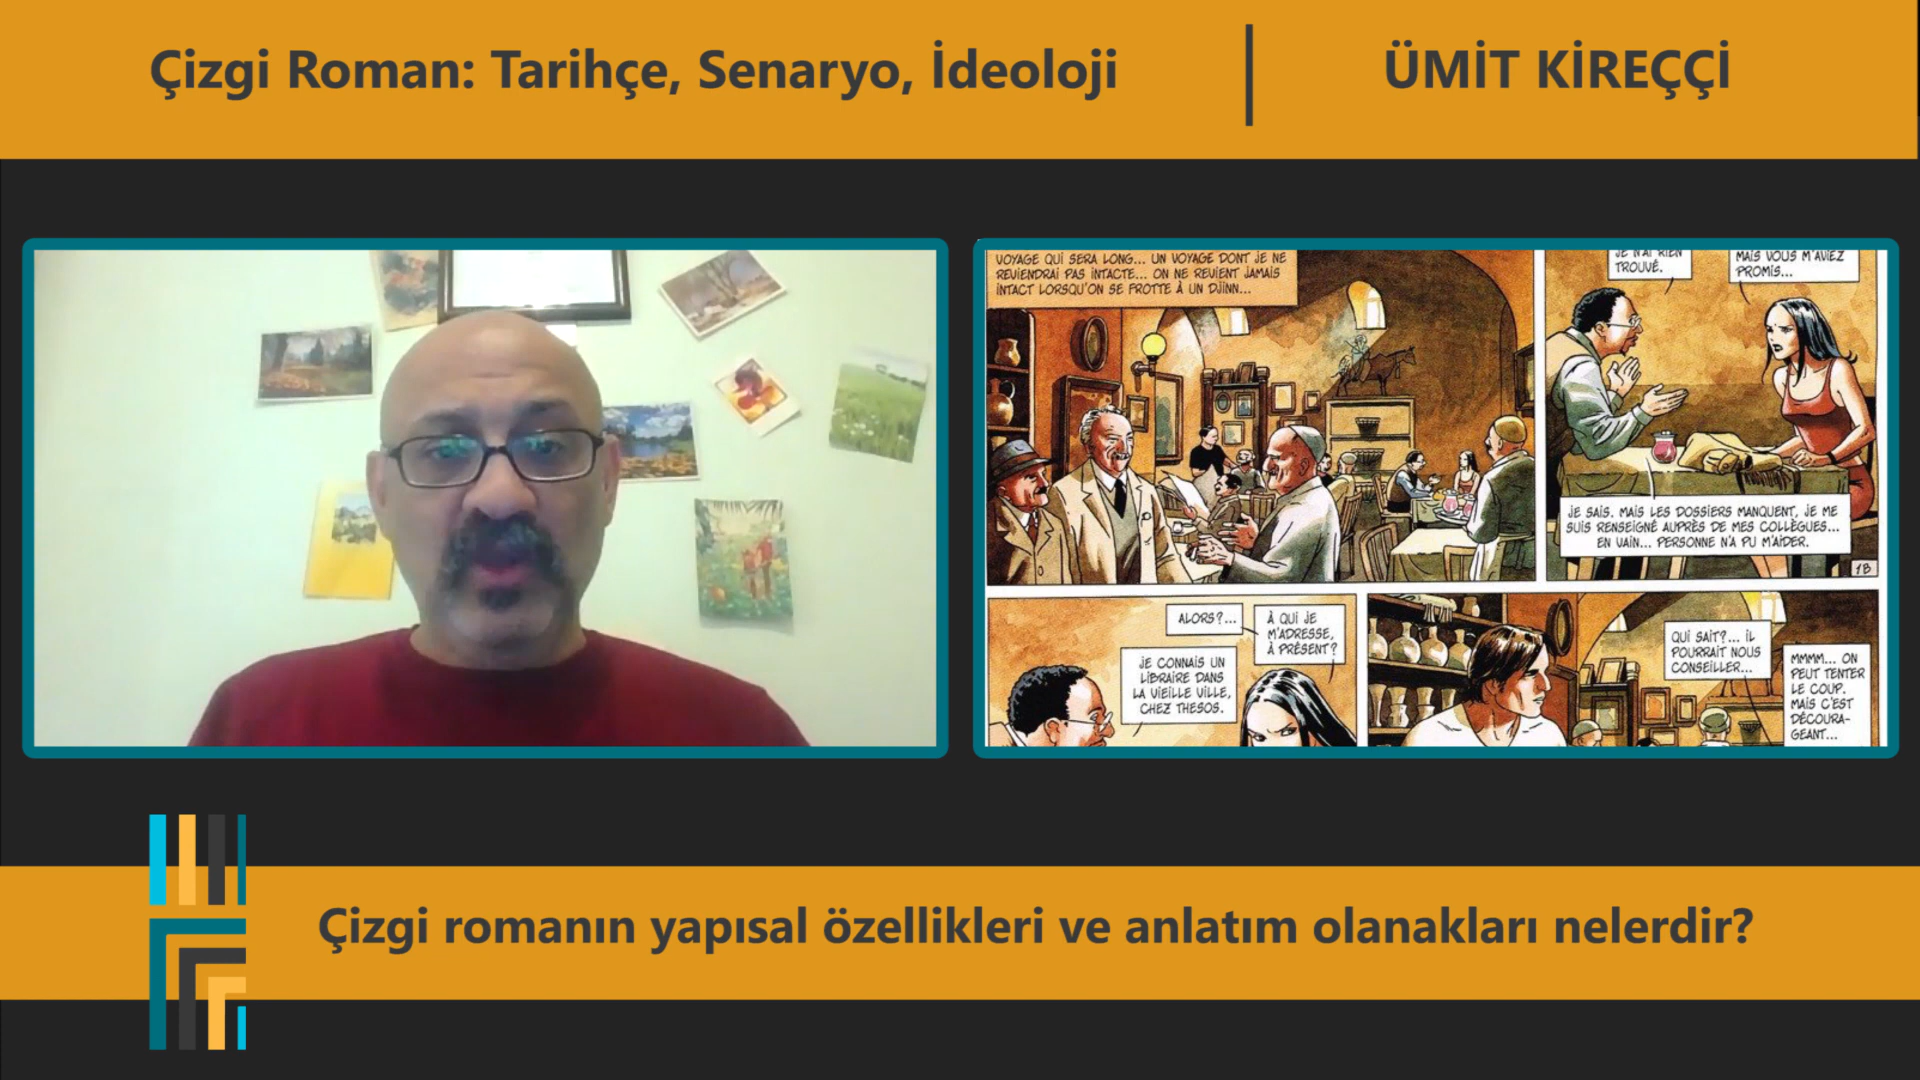 Çizgi Roman: Tarihçe, Senaryo, İdeoloji
ÜMİT KİREÇÇİ
VOYAGE QUI SERA LONG... UN VOYAGE DONT JE NE
REVIENDRAI PAS INTACTE... ON NE REVIENT JAMAIS
INTACT LORSQU'ON SE FROTTE À UN DJINN...
JE N'AI RIEN
TROUVÉ.
MAIS VOUS M'AVIEZ
PROMIS...
JE SAIS. MAIS LES DOSSIERS MANQUENT, JE ME
SUIS RENSEIGNÉ AUPRÈS DE MES COLLÈGUES...
EN VAIN... PERSONNE N'A PU M'AIDER.
1B
ALORS?...
À QUI JE
M'ADRESSE,
À PRÉSENT?
JE CONNAIS UN
LIBRAIRE DANS
LA VIEILLE VILLE,
CHEZ THESOS.
QUI SAIT?... IL
POURRAIT NOUS
CONSEILLER...
MMMM... ON
PEUT TENTER
LE COUP.
MAIS C'EST
DÉCOURA-
GEANT...
Çizgi romanın yapısal özellikleri ve anlatım olanakları nelerdir?